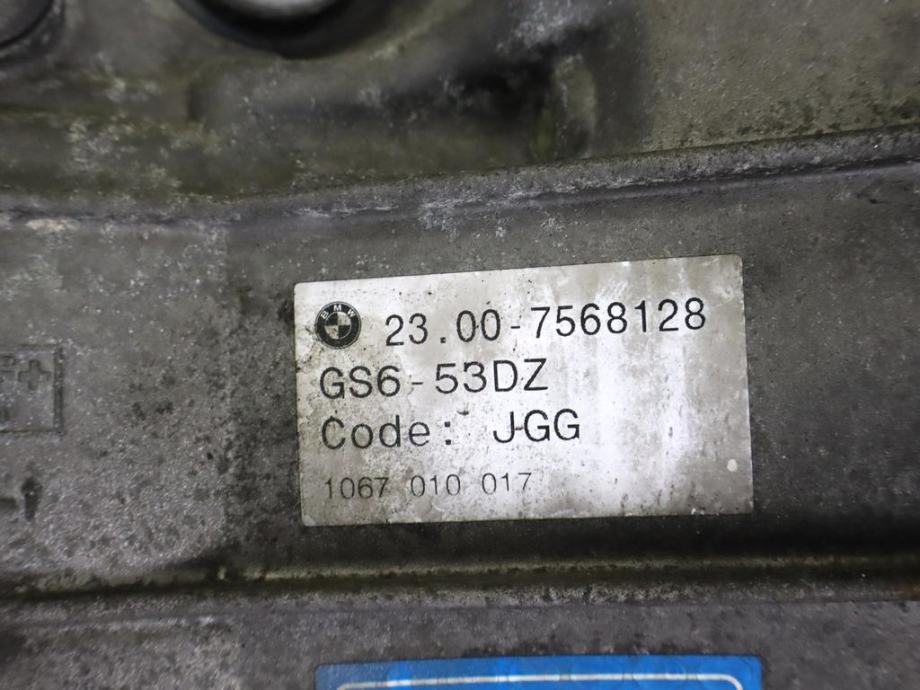 BMW
23.00-7568128
GS6-53DZ
Code: JGG
1067 010 017